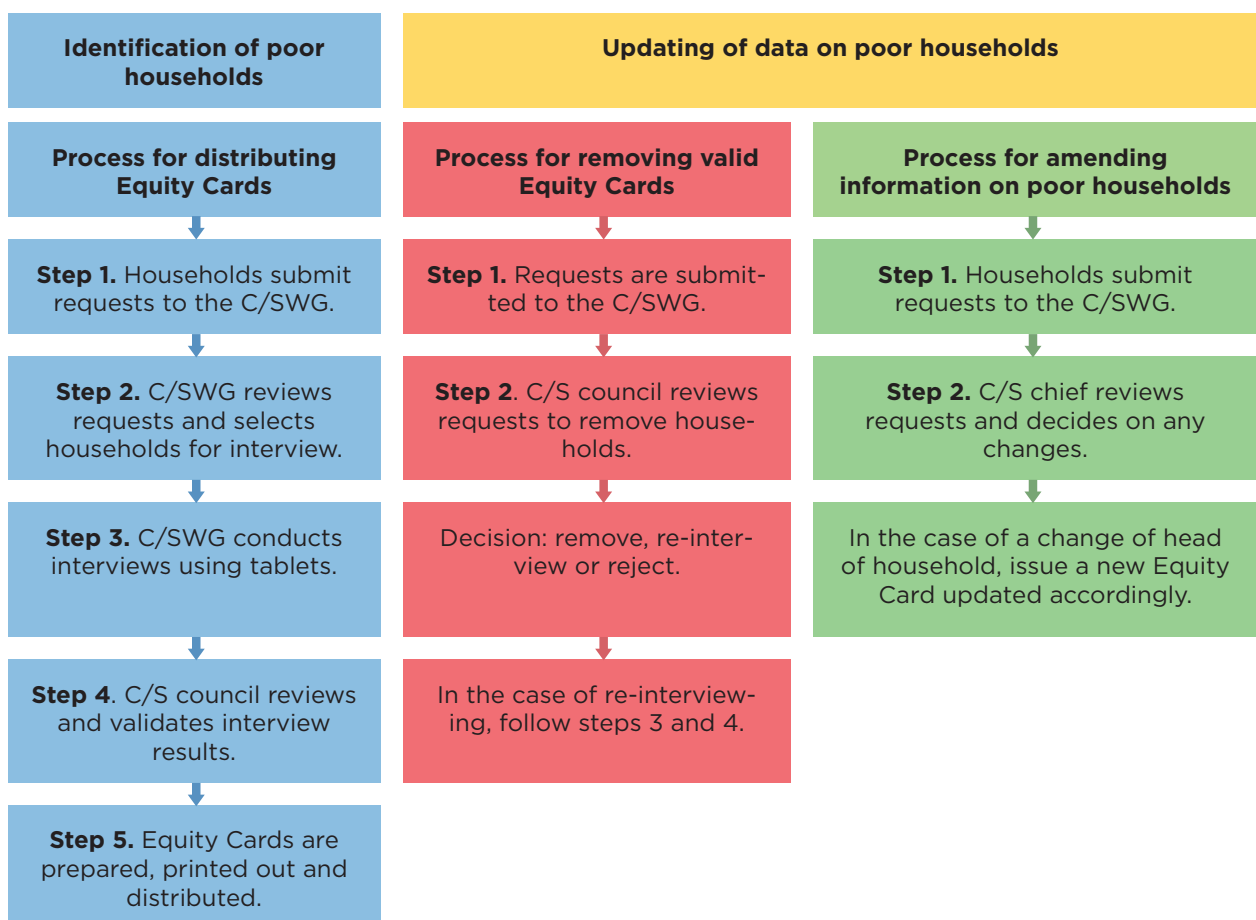 Identification of poor
households
Updating of data on poor households
Process for distributing
Equity Cards
Step 1. Households submit
requests to the C/SWG.
Step 2. C/SWG reviews
requests and selects
households for interview.
Step 3. C/SWG conducts
interviews using tablets.
Step 4. C/S council reviews
and validates interview
results.
Step 5. Equity Cards are
prepared, printed out and
distributed.
Process for removing valid
Equity Cards
Step 1. Requests are submit-
ted to the C/SWG.
Step 2. C/S council reviews
requests to remove house-
holds.
Decision: remove, re-inter-
view or reject.
In the case of re-interview-
ing, follow steps 3 and 4.
Process for amending
information on poor households
Step 1. Households submit
requests to the C/SWG.
Step 2. C/S chief reviews
requests and decides on any
changes.
In the case of a change of head
of household, issue a new Equity
Card updated accordingly.